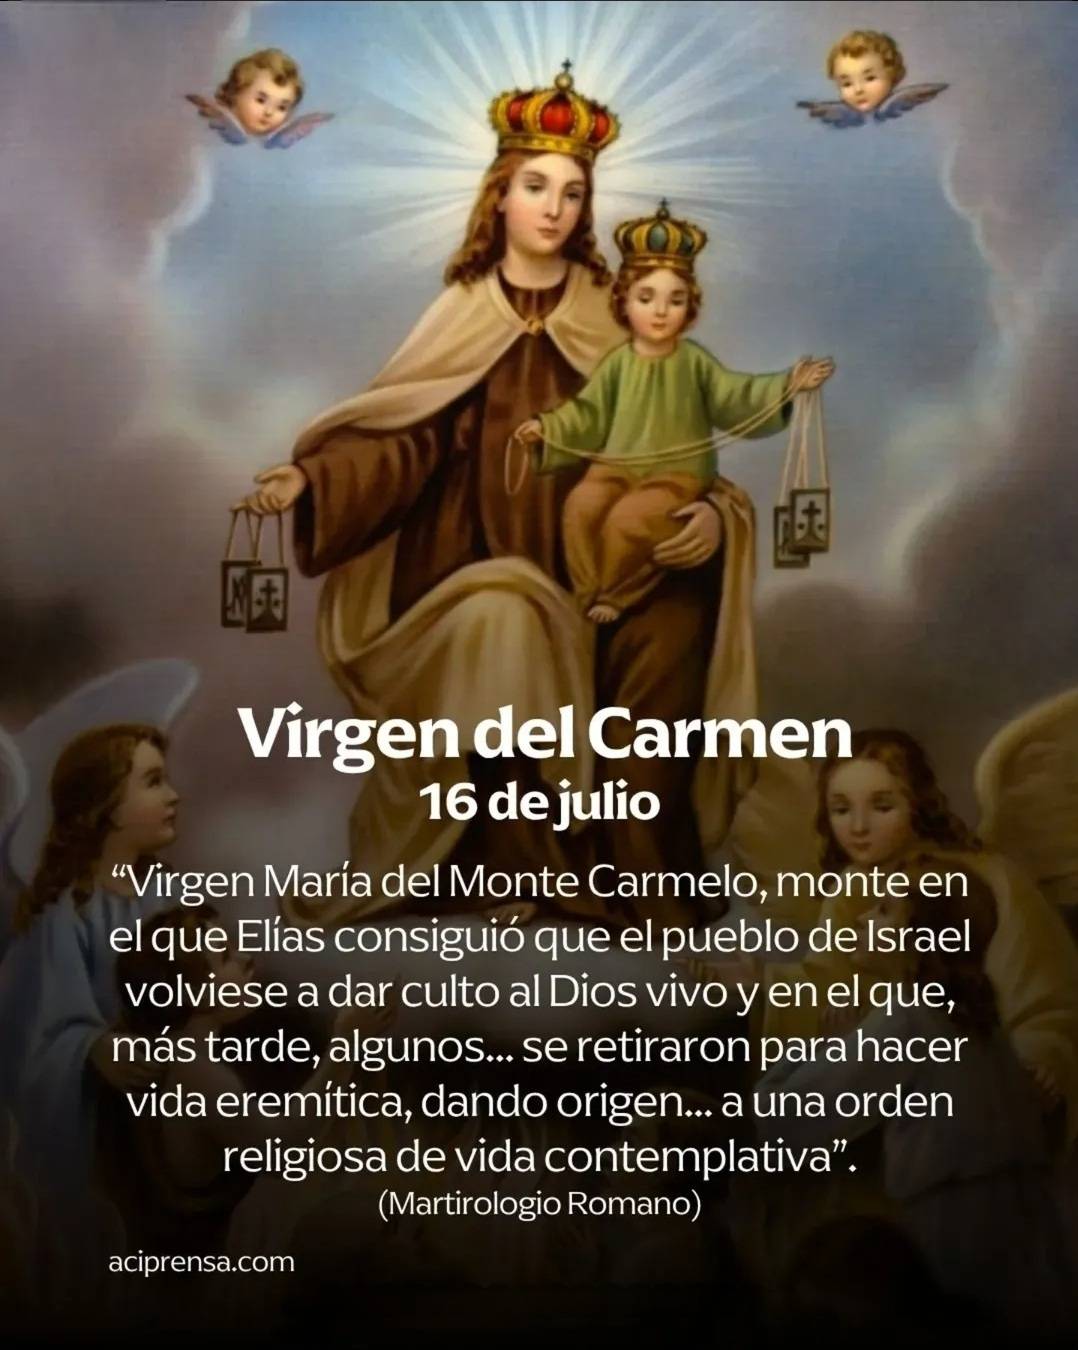 Virgen del Carmen
16 de julio
“Virgen María del Monte Carmelo, monte en
el que Elías consiguió que el pueblo de Israel
volviese a dar culto al Dios vivo y en el que,
más tarde, algunos... se retiraron para hacer
vida eremítica, dando origen... a una orden
religiosa de vida contemplativa”.
(Martirologio Romano)
aciprensa.com